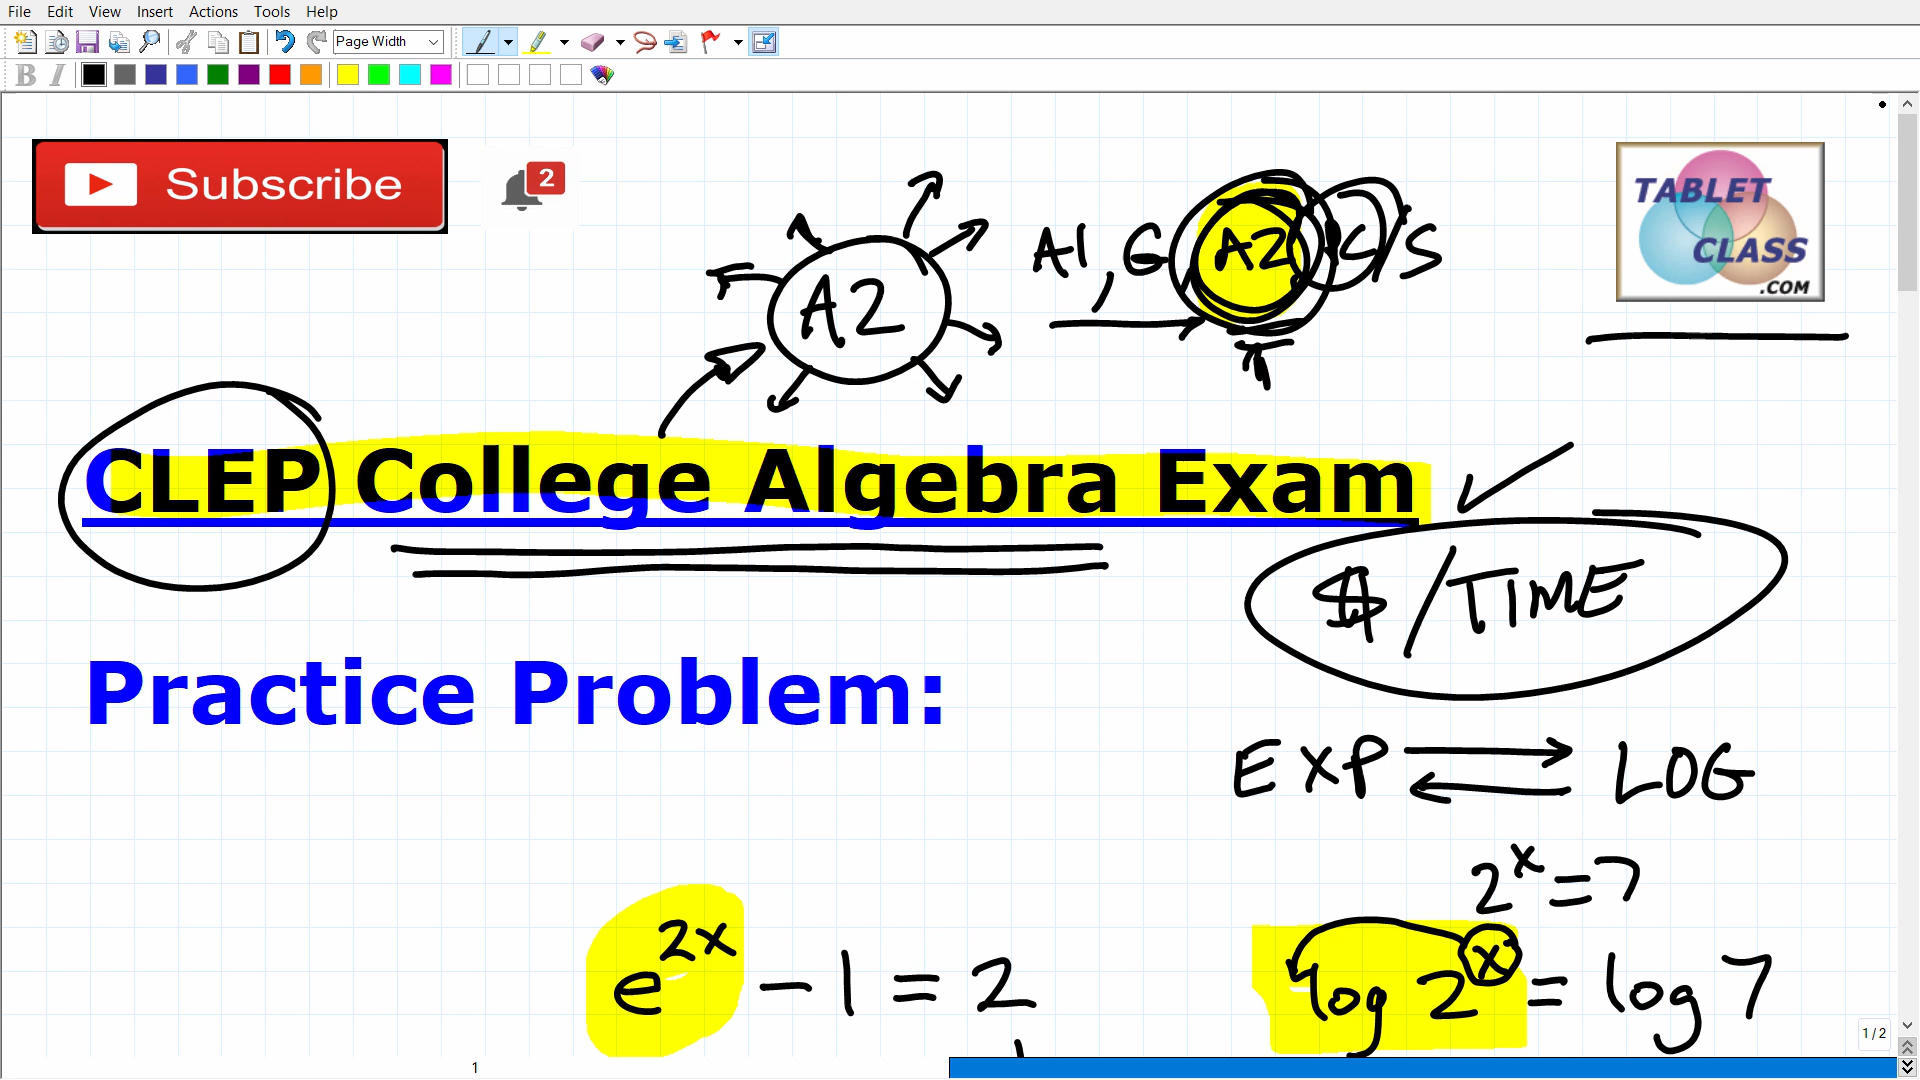 File Edit View Insert Actions Tools Help
Page Width
B I
Subscribe
2
A2
A1, G A2 C/S
TABLET
CLASS
.COM
CLEP College Algebra Exam
$/TIME
Practice Problem:
EXP LOG
2^x = 7
e^2x - 1 = 2
log 2^x = log 7
1 / 2
1